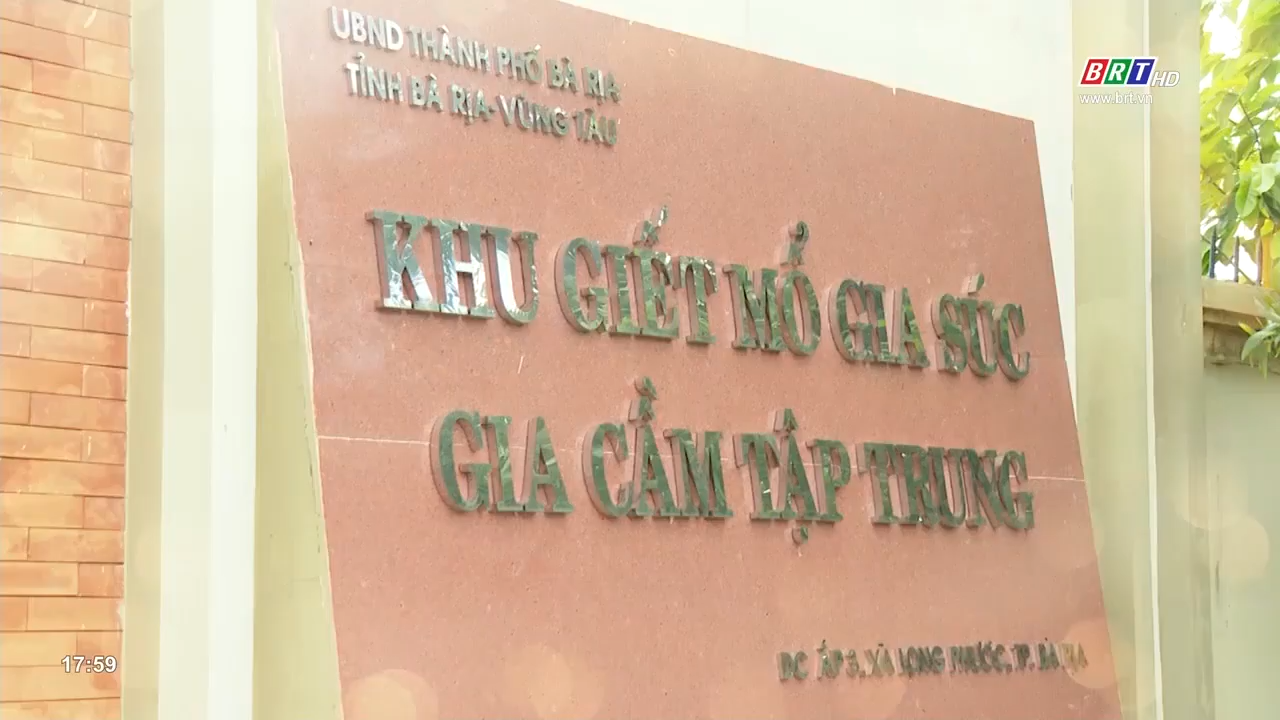 UBND THÀNH PHỐ BÀ RỊA
TỈNH BÀ RỊA-VŨNG TÀU
BRT HD
www.brt.vn
KHU GIẾT MỔ GIA SÚC
GIA CẦM TẬP TRUNG
ĐC ẤP 3, XÃ LONG PHƯỚC, TP. BÀ RỊA
17:59